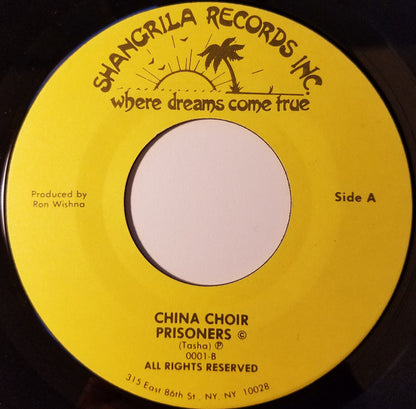 SHANGRILA RECORDS INC.
where dreams come true
Produced by
Ron Wishna
Side A
CHINA CHOIR
PRISONERS ©
(Tasha) ℗
0001-B
ALL RIGHTS RESERVED
315 East 86th St., NY, NY, 10028